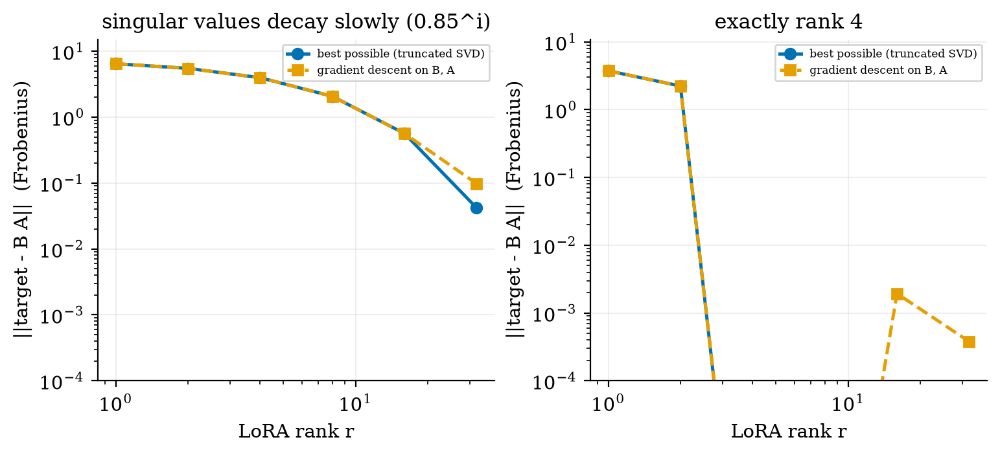 singular values decay slowly (0.85^i)
best possible (truncated SVD)
gradient descent on B, A
||target - B A|| (Frobenius)
10^1
10^0
10^−1
10^−2
10^−3
10^−4
10^0
10^1
LoRA rank r
exactly rank 4
best possible (truncated SVD)
gradient descent on B, A
||target - B A|| (Frobenius)
10^1
10^0
10^−1
10^−2
10^−3
10^−4
10^0
10^1
LoRA rank r